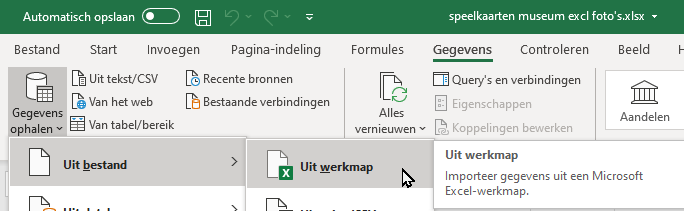 Automatisch opslaan
speelkaarten museum excl foto's.xlsx
Bestand Start Invoegen Pagina-indeling Formules Gegevens Controleren Beeld
Gegevens ophalen
Uit tekst/CSV
Van het web
Van tabel/bereik
Recente bronnen
Bestaande verbindingen
Alles vernieuwen
Query's en verbindingen
Eigenschappen
Koppelingen bewerken
Aandelen
Uit bestand
Uit werkmap
Uit werkmap
Importeer gegevens uit een Microsoft
Excel-werkmap.